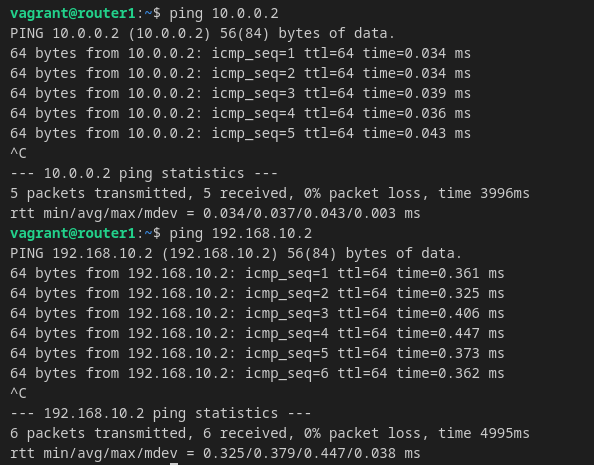 vagrant@router1:~$ ping 10.0.0.2
PING 10.0.0.2 (10.0.0.2) 56(84) bytes of data.
64 bytes from 10.0.0.2: icmp_seq=1 ttl=64 time=0.034 ms
64 bytes from 10.0.0.2: icmp_seq=2 ttl=64 time=0.034 ms
64 bytes from 10.0.0.2: icmp_seq=3 ttl=64 time=0.039 ms
64 bytes from 10.0.0.2: icmp_seq=4 ttl=64 time=0.036 ms
64 bytes from 10.0.0.2: icmp_seq=5 ttl=64 time=0.043 ms
^C
--- 10.0.0.2 ping statistics ---
5 packets transmitted, 5 received, 0% packet loss, time 3996ms
rtt min/avg/max/mdev = 0.034/0.037/0.043/0.003 ms
vagrant@router1:~$ ping 192.168.10.2
PING 192.168.10.2 (192.168.10.2) 56(84) bytes of data.
64 bytes from 192.168.10.2: icmp_seq=1 ttl=64 time=0.361 ms
64 bytes from 192.168.10.2: icmp_seq=2 ttl=64 time=0.325 ms
64 bytes from 192.168.10.2: icmp_seq=3 ttl=64 time=0.406 ms
64 bytes from 192.168.10.2: icmp_seq=4 ttl=64 time=0.447 ms
64 bytes from 192.168.10.2: icmp_seq=5 ttl=64 time=0.373 ms
64 bytes from 192.168.10.2: icmp_seq=6 ttl=64 time=0.362 ms
^C
--- 192.168.10.2 ping statistics ---
6 packets transmitted, 6 received, 0% packet loss, time 4995ms
rtt min/avg/max/mdev = 0.325/0.379/0.447/0.038 ms